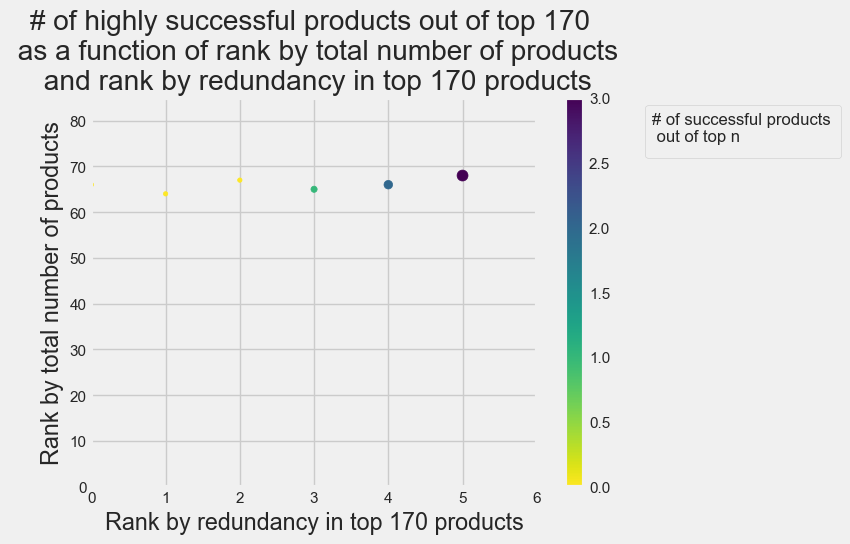 # of highly successful products out of top 170
as a function of rank by total number of products
and rank by redundancy in top 170 products
Rank by total number of products
80
70
60
50
40
30
20
10
0
0 1 2 3 4 5 6
Rank by redundancy in top 170 products
3.0
2.5
2.0
1.5
1.0
0.5
0.0
# of successful products
out of top n